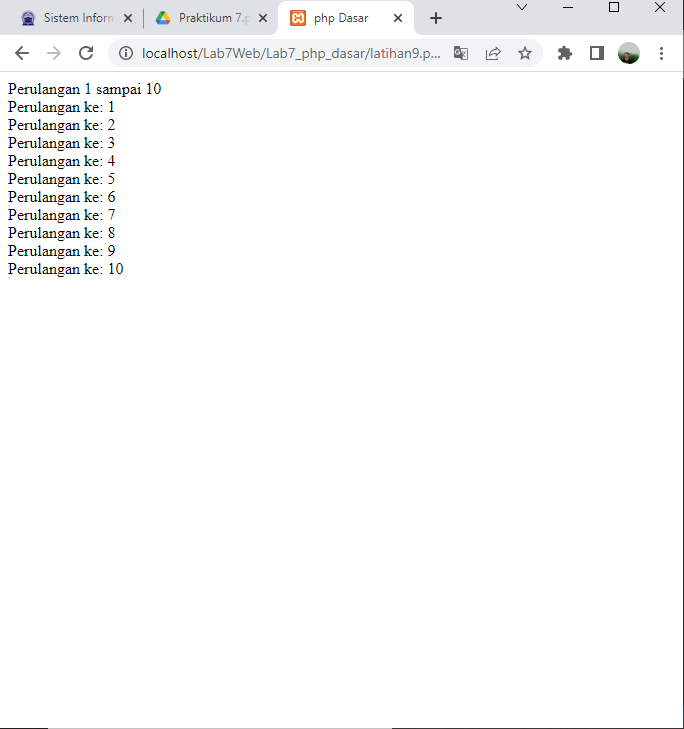 Sistem Inform
Praktikum 7.p
php Dasar
localhost/Lab7Web/Lab7_php_dasar/latihan9.p...
Perulangan 1 sampai 10
Perulangan ke: 1
Perulangan ke: 2
Perulangan ke: 3
Perulangan ke: 4
Perulangan ke: 5
Perulangan ke: 6
Perulangan ke: 7
Perulangan ke: 8
Perulangan ke: 9
Perulangan ke: 10